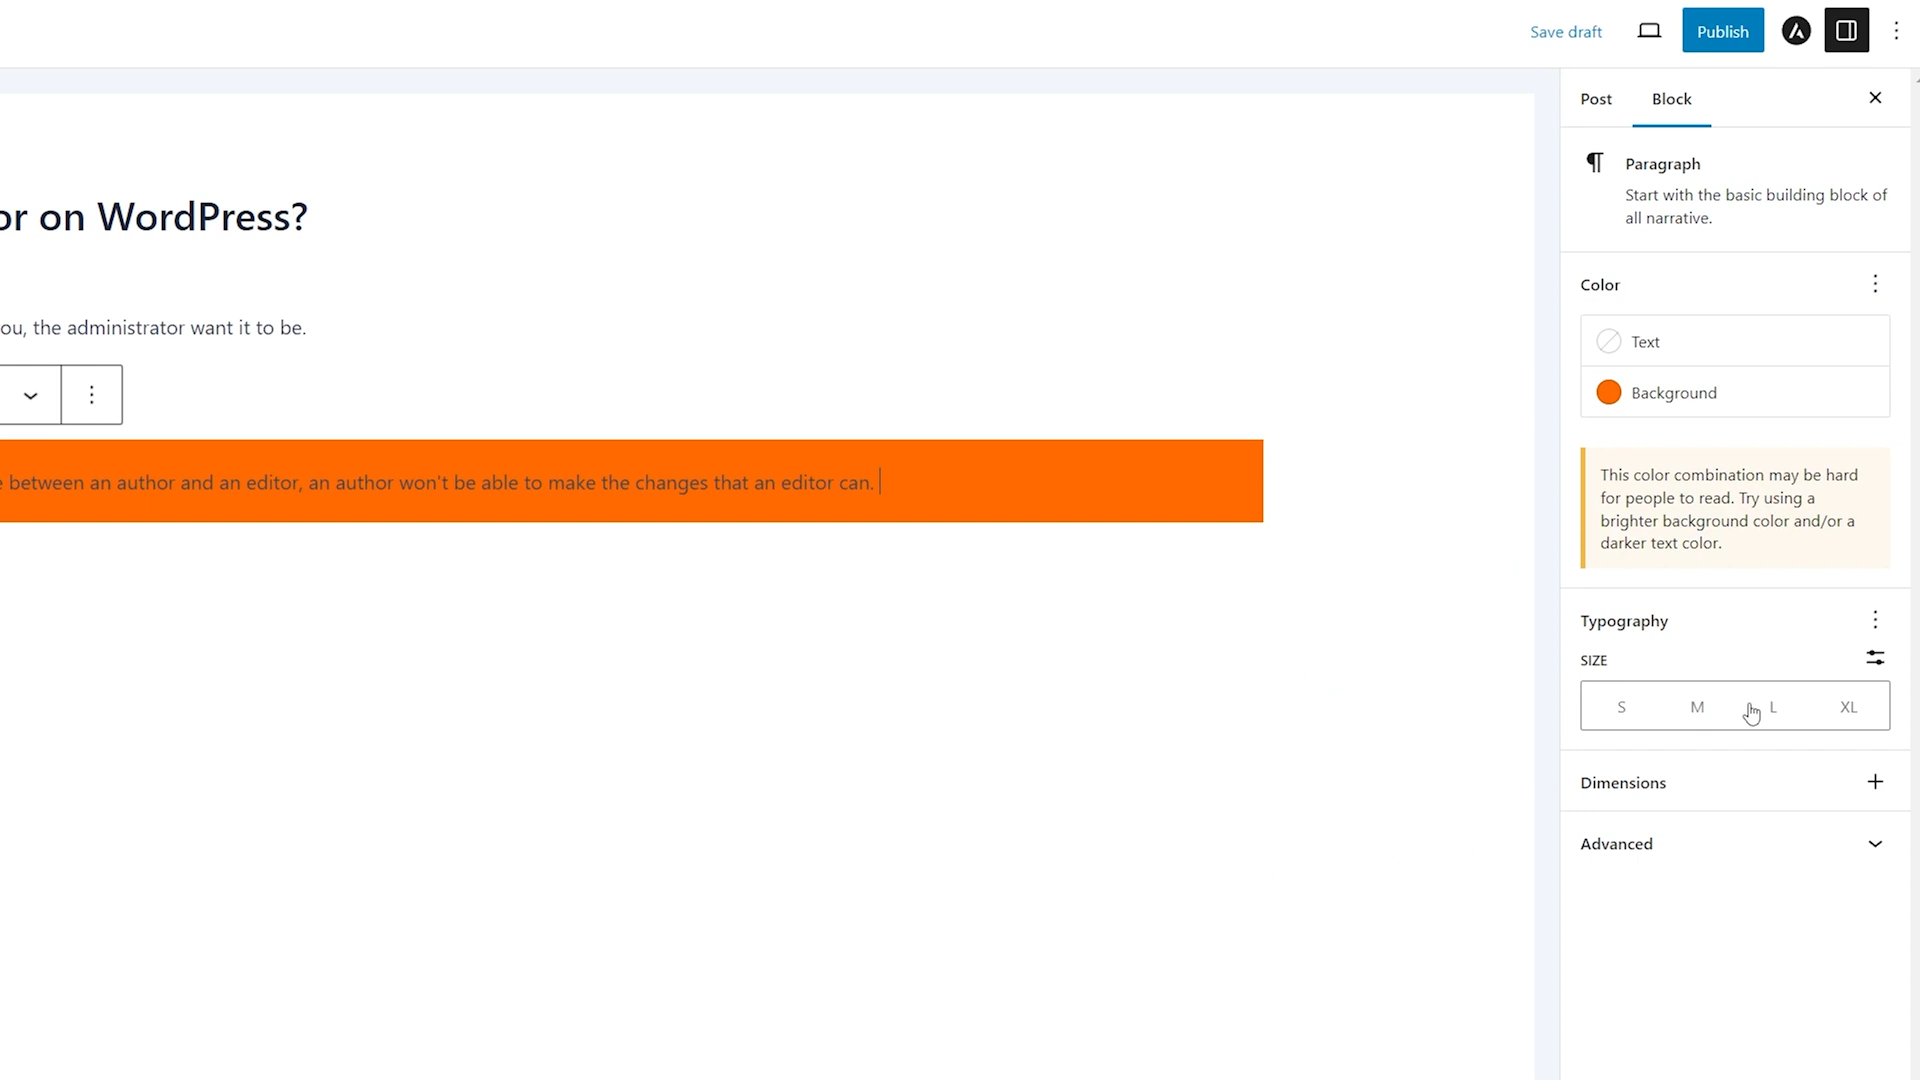 Save draft
Publish
Post
Block
or on WordPress?
Paragraph
Start with the basic building block of
all narrative.
Color
ou, the administrator want it to be.
Text
Background
e between an author and an editor, an author won't be able to make the changes that an editor can.
This color combination may be hard
for people to read. Try using a
brighter background color and/or a
darker text color.
Typography
SIZE
S M L XL
Dimensions
Advanced